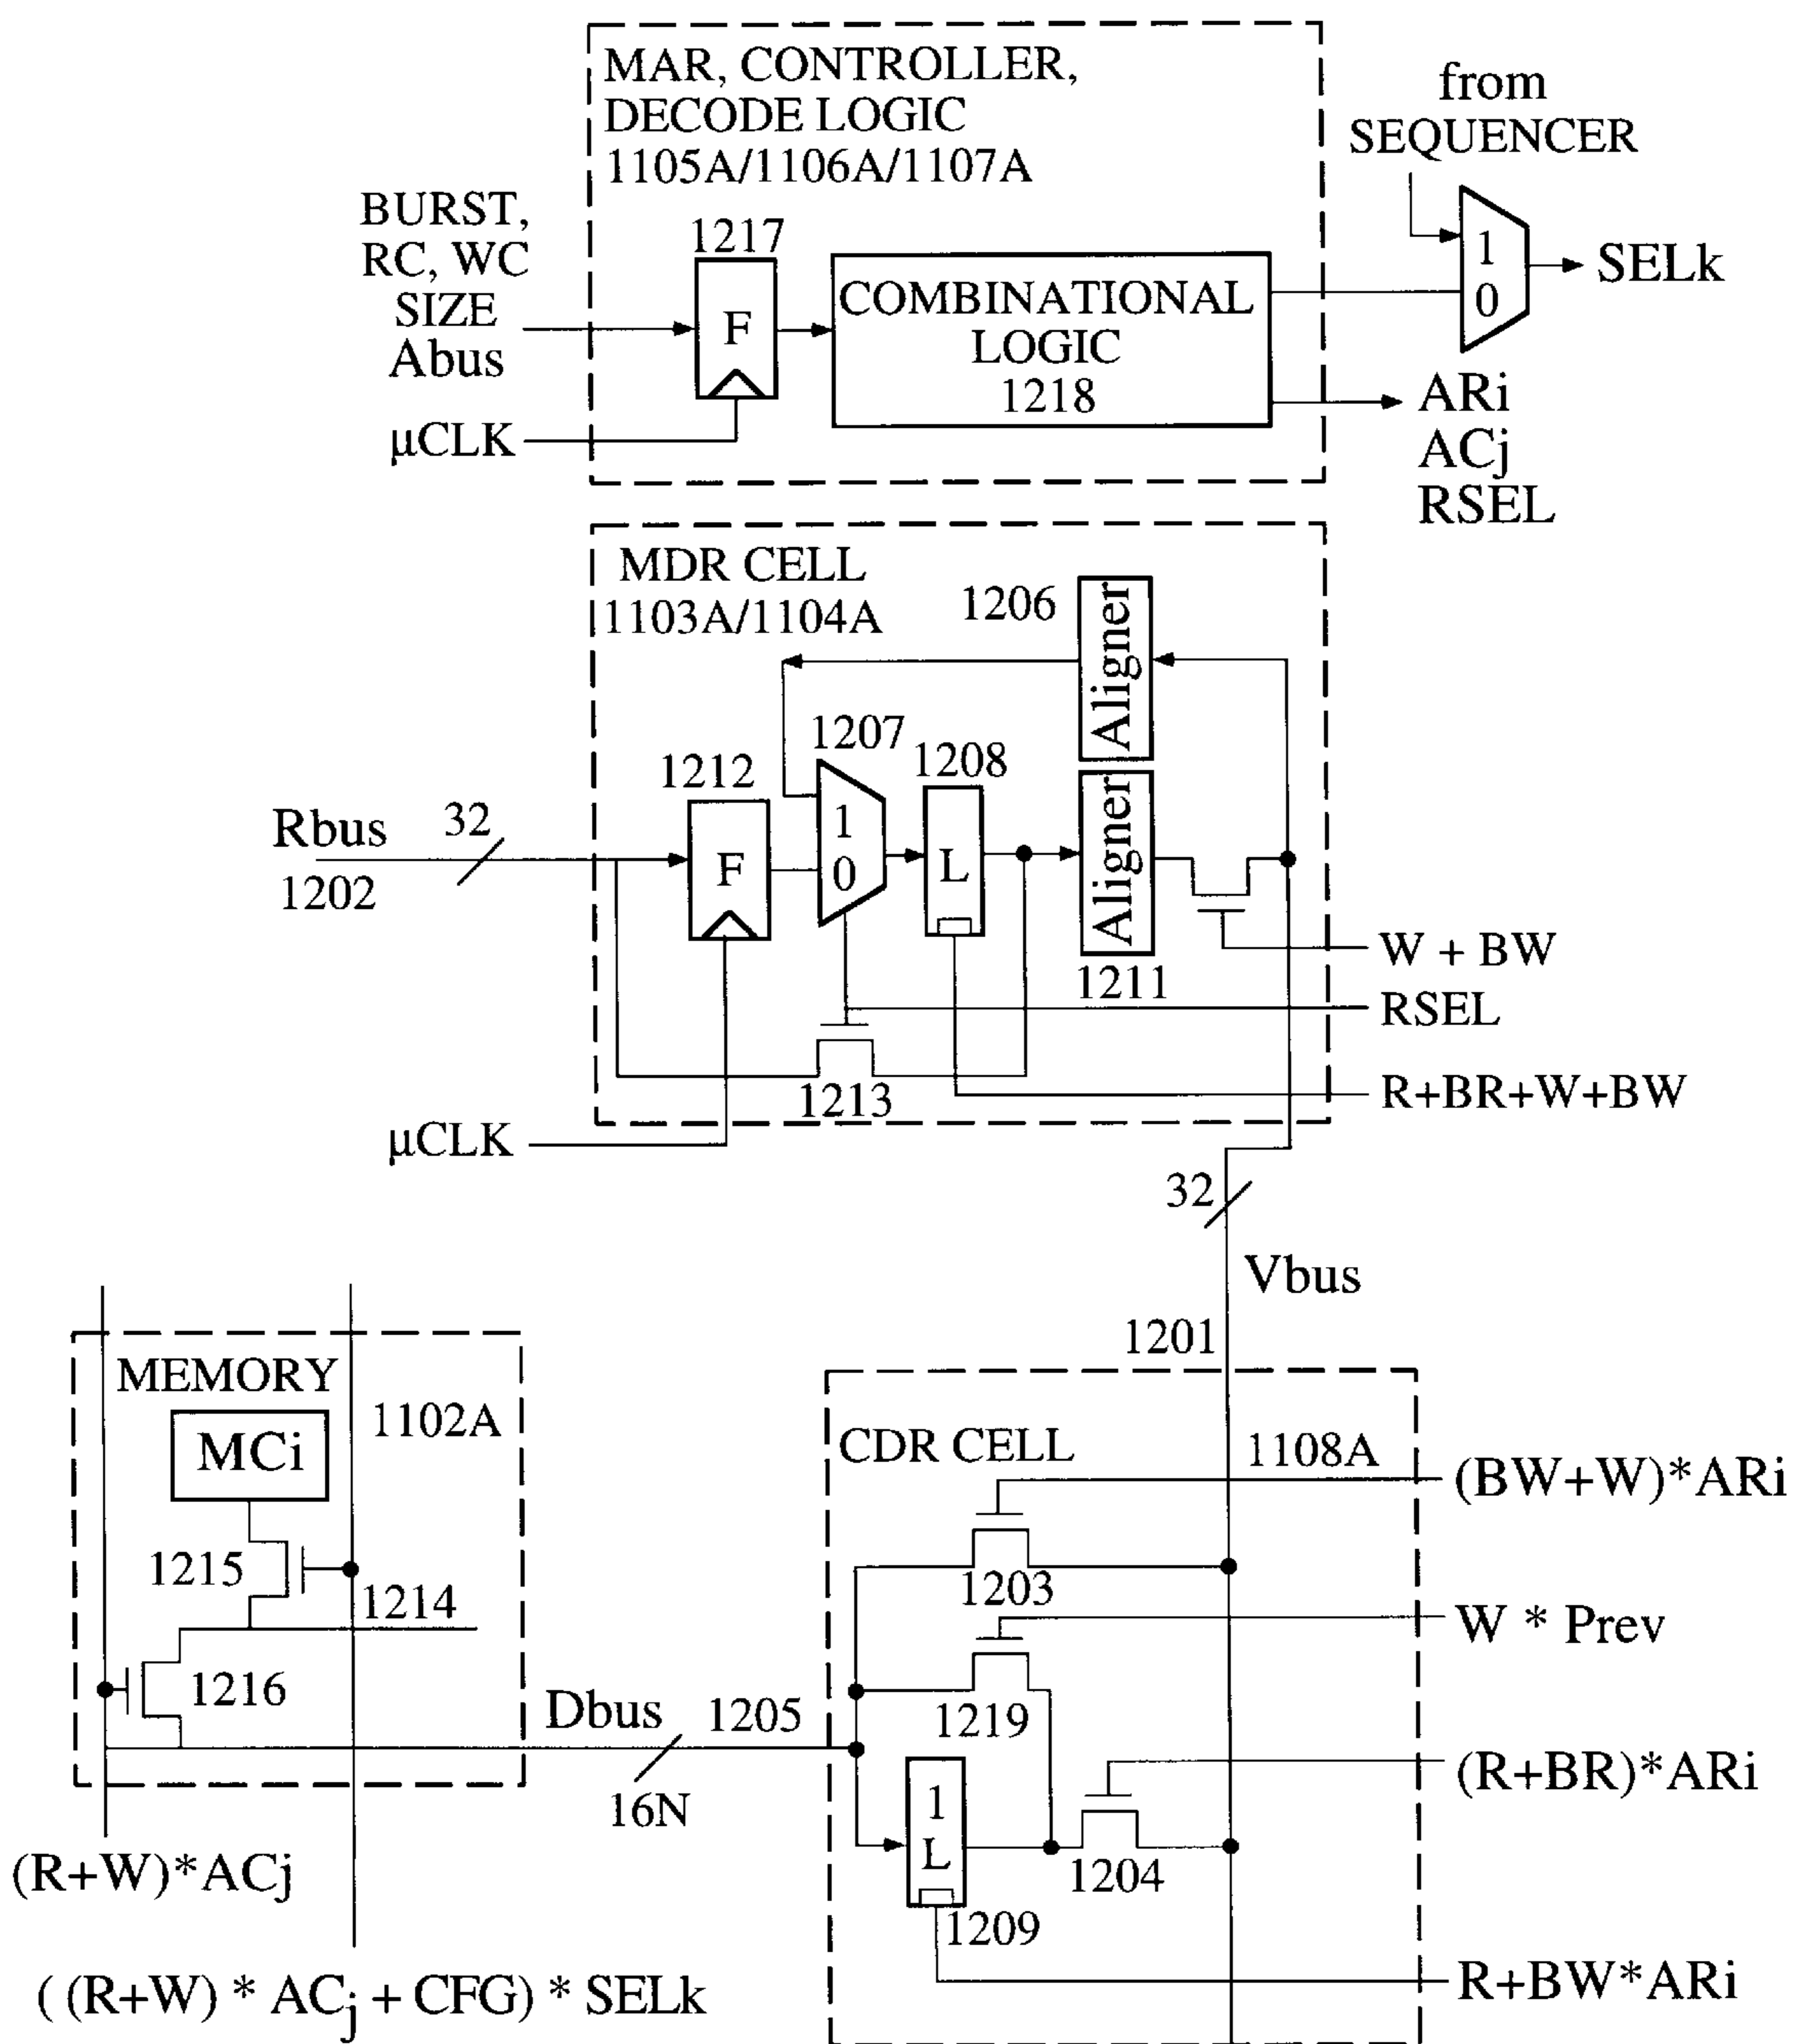 MAR, CONTROLLER,
DECODE LOGIC
1105A/1106A/1107A
from
SEQUENCER
BURST,
RC, WC
SIZE
Abus
µCLK
1217
F
COMBINATIONAL
LOGIC
1218
1
0
SELk
ARi
ACj
RSEL
MDR CELL
1103A/1104A
1206
Aligner
1207
1208
1212
Rbus
32
1202
F
1
0
L
Aligner
1211
W + BW
RSEL
1213
R+BR+W+BW
µCLK
32
Vbus
1201
MEMORY
1102A
MCi
1215
1214
1216
Dbus
1205
16N
(R+W)*ACj
( (R+W) * ACj + CFG) * SELk
CDR CELL
1108A
(BW+W)*ARi
1203
W * Prev
1219
(R+BR)*ARi
1
L
1204
1209
R+BW*ARi